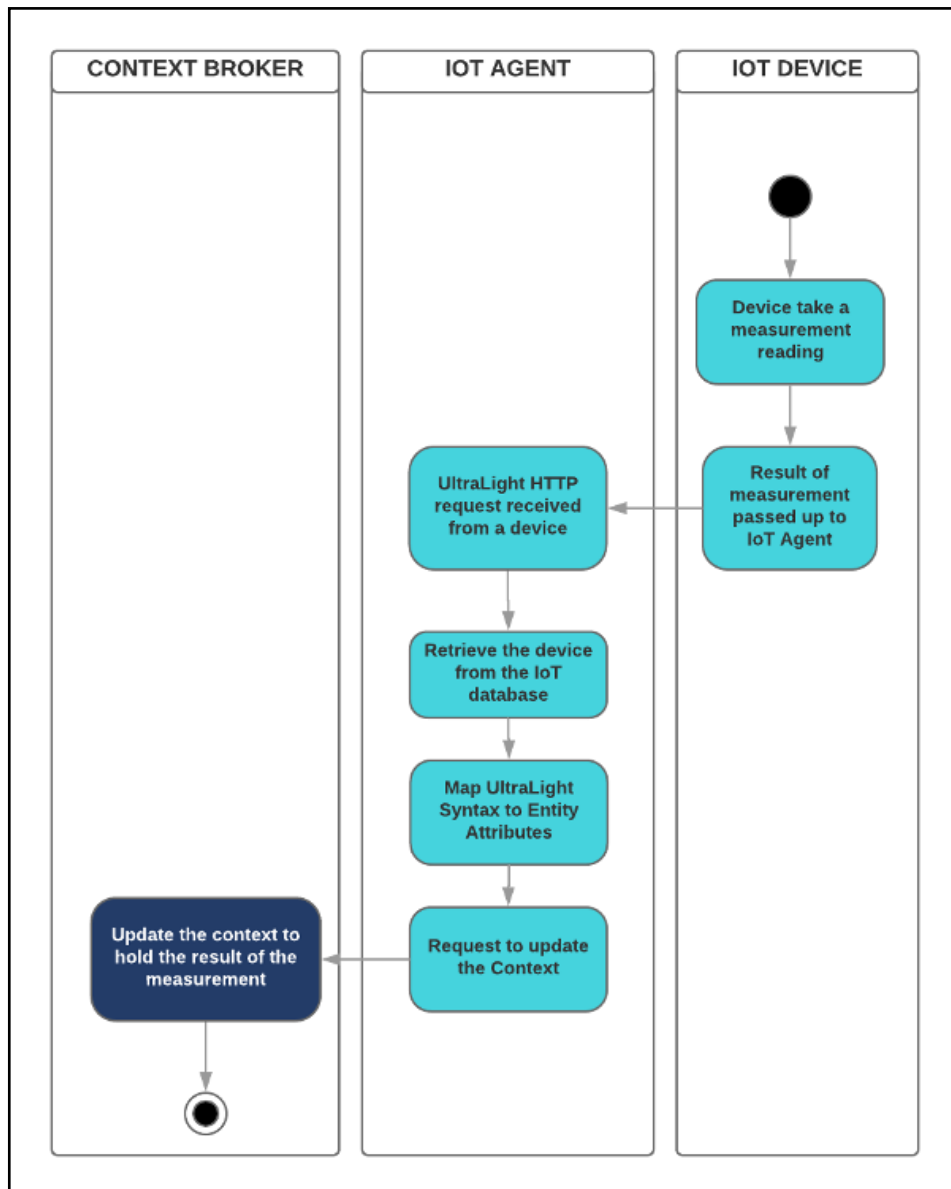 CONTEXT BROKER
IOT AGENT
IOT DEVICE
Device take a
measurement
reading
Result of
measurement
passed up to
IoT Agent
UltraLight HTTP
request received
from a device
Retrieve the device
from the IoT
database
Map UltraLight
Syntax to Entity
Attributes
Request to update
the Context
Update the context to
hold the result of the
measurement